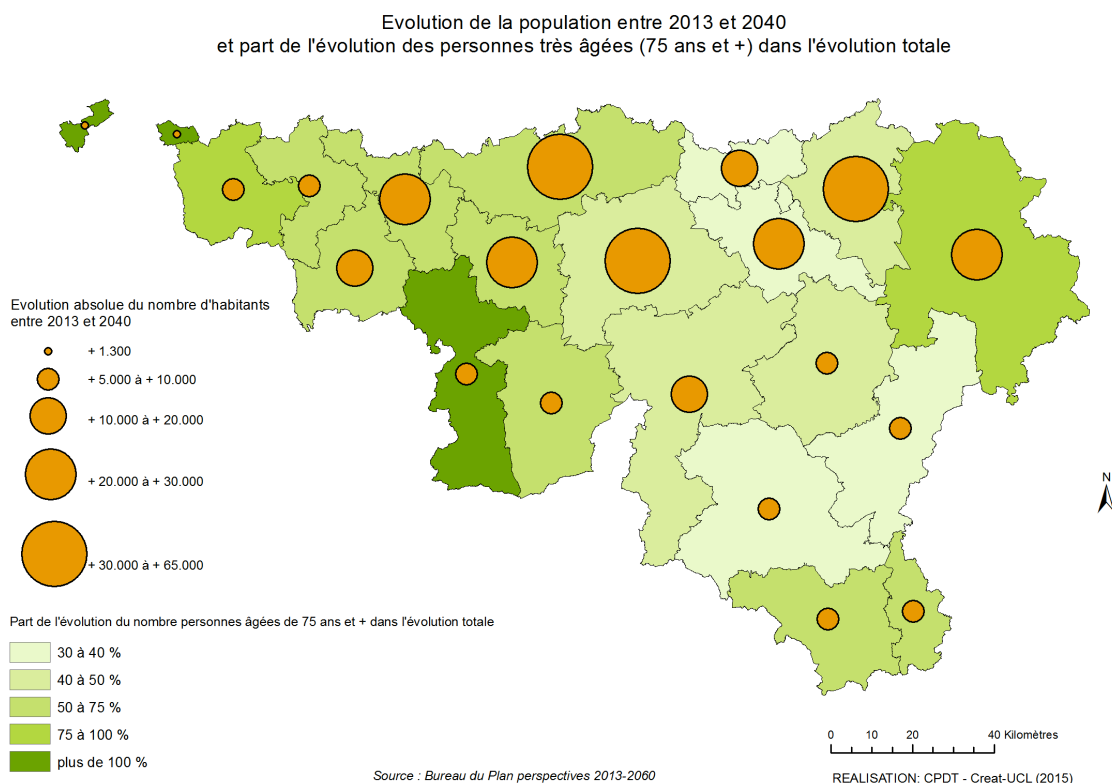 Evolution de la population entre 2013 et 2040
et part de l'évolution des personnes très âgées (75 ans et +) dans l'évolution totale
Evolution absolue du nombre d'habitants
entre 2013 et 2040
+ 1.300
+ 5.000 à + 10.000
+ 10.000 à + 20.000
+ 20.000 à + 30.000
+ 30.000 à + 65.000
Part de l'évolution du nombre personnes âgées de 75 ans et + dans l'évolution totale
30 à 40 %
40 à 50 %
50 à 75 %
75 à 100 %
plus de 100 %
N
0 10 20 40 Kilomètres
Source : Bureau du Plan perspectives 2013-2060
REALISATION: CPDT - Creat-UCL (2015)